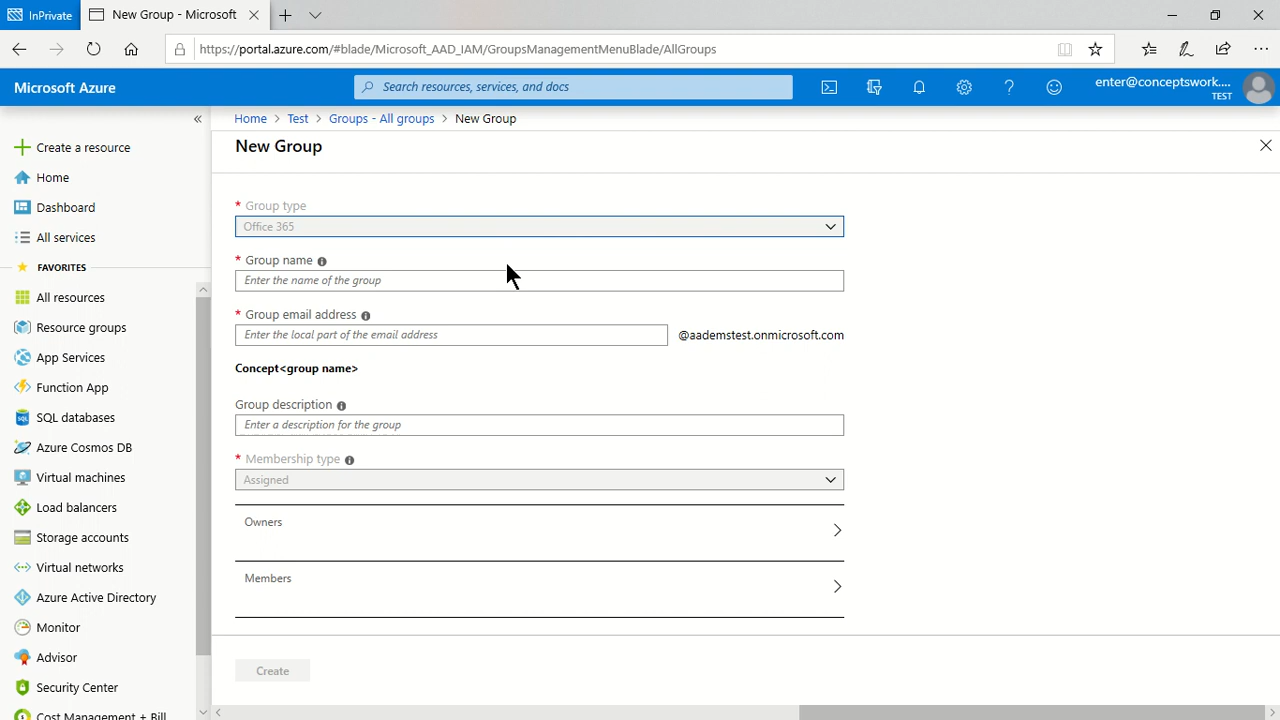 InPrivate
New Group - Microsoft
https://portal.azure.com/#blade/Microsoft_AAD_IAM/GroupsManagementMenuBlade/AllGroups
Microsoft Azure
Search resources, services, and docs
enter@conceptswork....
TEST
Home > Test > Groups - All groups > New Group
New Group
Create a resource
Home
Dashboard
All services
FAVORITES
All resources
Resource groups
App Services
Function App
SQL databases
Azure Cosmos DB
Virtual machines
Load balancers
Storage accounts
Virtual networks
Azure Active Directory
Monitor
Advisor
Security Center
Cost Management + Bill
* Group type
Office 365
* Group name
Enter the name of the group
* Group email address
Enter the local part of the email address
@aademstest.onmicrosoft.com
Concept<group name>
Group description
Enter a description for the group
* Membership type
Assigned
Owners
Members
Create